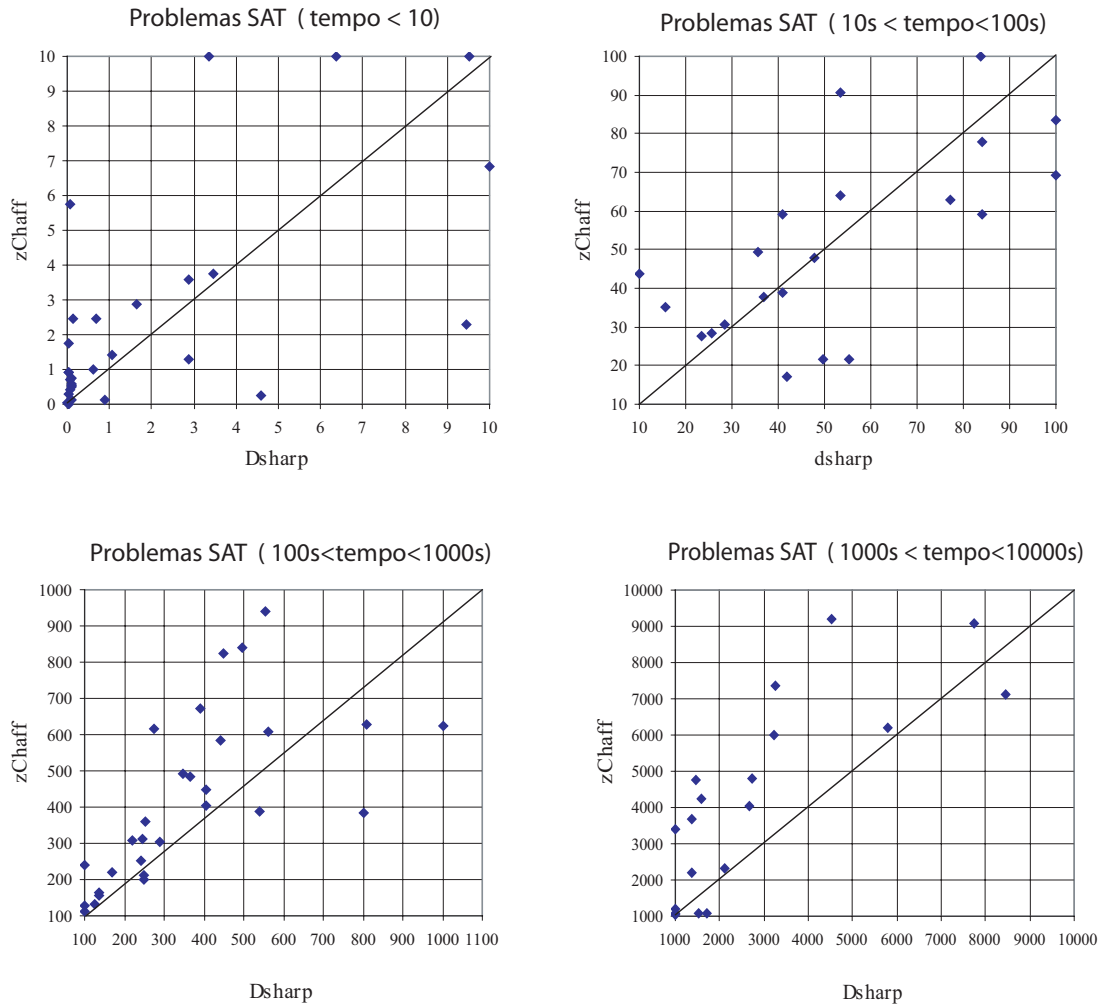 Problemas SAT ( tempo < 10)
10
9
8
7
6
5
4
3
2
1
0
zChaff
0 1 2 3 4 5 6 7 8 9 10
Dsharp
Problemas SAT ( 10s < tempo<100s)
100
90
80
70
60
50
40
30
20
10
zChaff
10 20 30 40 50 60 70 80 90 100
dsharp
Problemas SAT ( 100s<tempo<1000s)
1000
900
800
700
600
500
400
300
200
100
zChaff
100 200 300 400 500 600 700 800 900 1000 1100
Dsharp
Problemas SAT ( 1000s < tempo<10000s)
10000
9000
8000
7000
6000
5000
4000
3000
2000
1000
zChaff
1000 2000 3000 4000 5000 6000 7000 8000 9000 10000
Dsharp